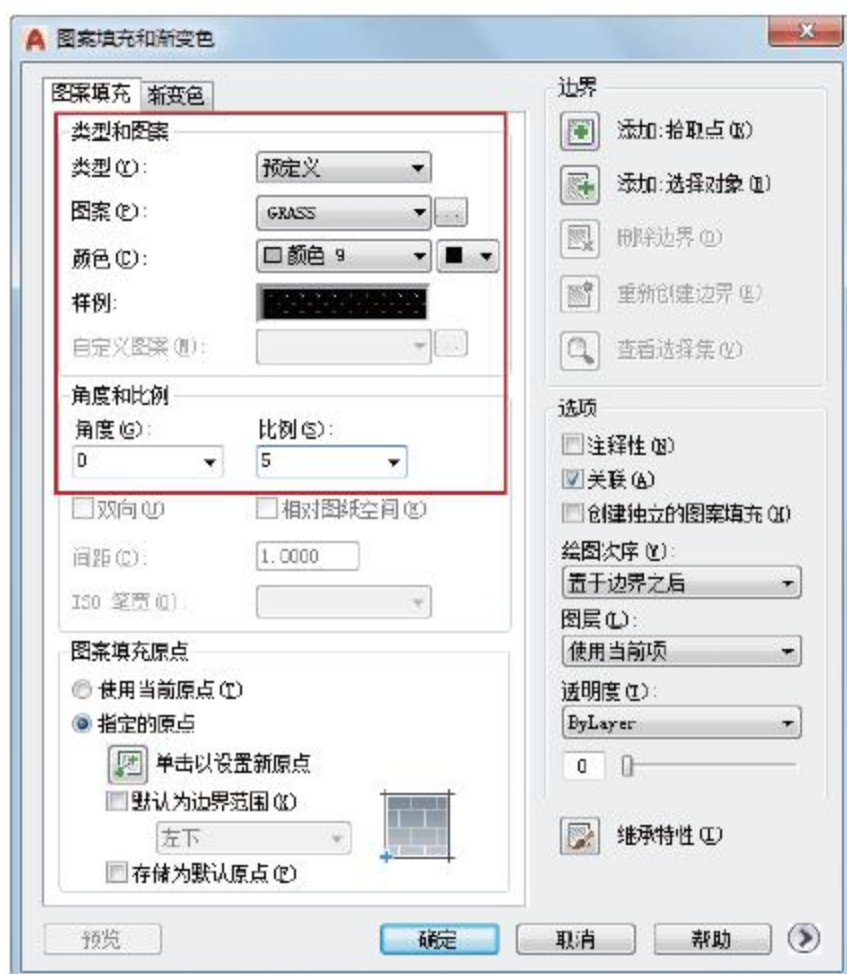 图案填充和渐变色
图案填充 渐变色
类型和图案
类型(Y): 预定义
图案(P): GRASS ...
颜色(C): 颜色 9
样例:
自定义图案(M): ...
角度和比例
角度(G): 比例(S):
0 5
双向(U) 相对图纸空间(E)
间距(C): 1.0000
ISO 笔宽(O):
图案填充原点
使用当前原点(T)
指定的原点
单击以设置新原点
默认为边界范围(X)
左下
存储为默认原点(F)
预览
边界
添加:拾取点(K)
添加:选择对象(B)
删除边界(D)
重新创建边界(R)
查看选择集(V)
选项
注释性(N)
关联(A)
创建独立的图案填充(H)
绘图次序(W):
置于边界之后
图层(L):
使用当前项
透明度(T):
ByLayer
0
继承特性(I)
确定 取消 帮助